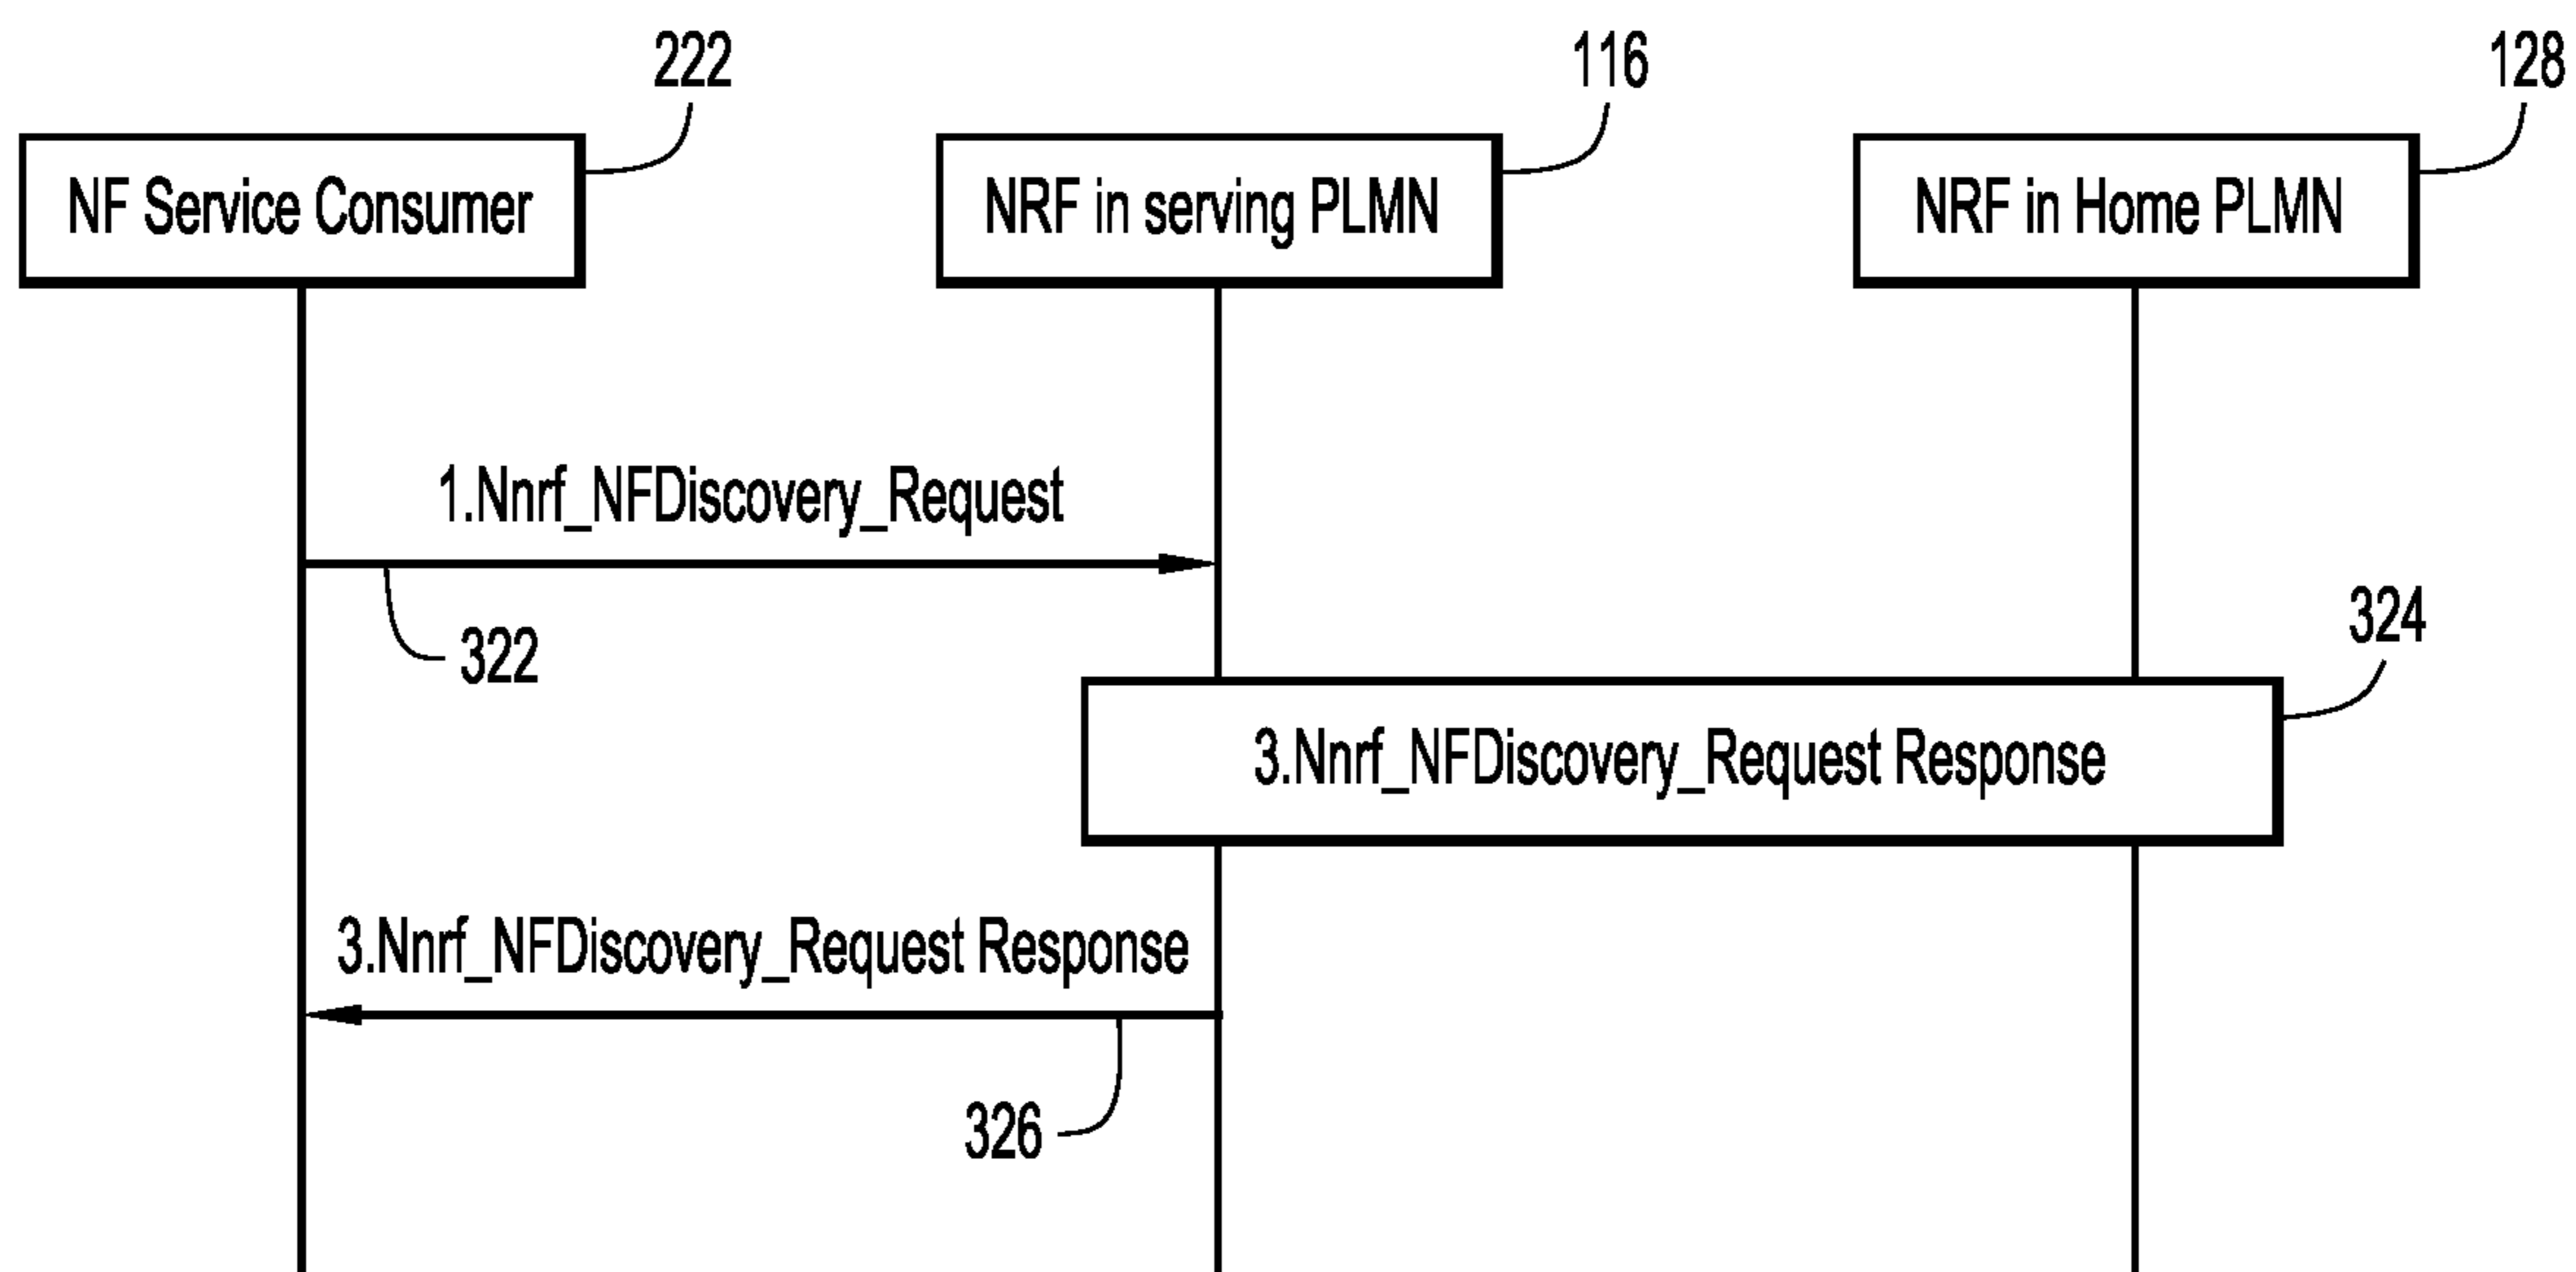 222
116
128
NF Service Consumer
NRF in serving PLMN
NRF in Home PLMN
1.Nnrf_NFDiscovery_Request
322
324
3.Nnrf_NFDiscovery_Request Response
3.Nnrf_NFDiscovery_Request Response
326